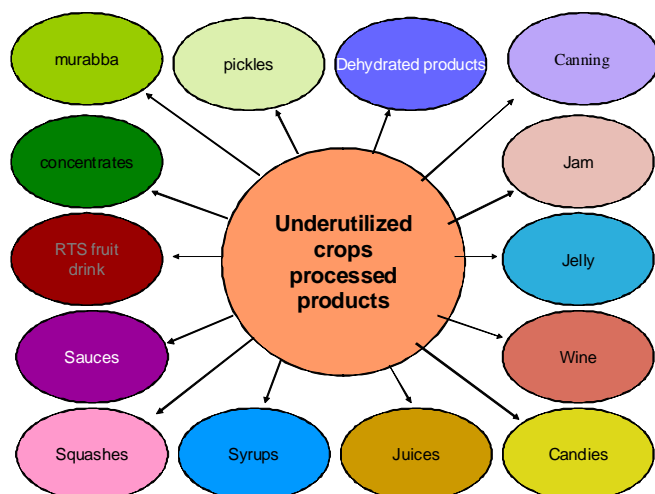 murabba
pickles
Dehydrated products
Canning
concentrates
Jam
Underutilized
crops
processed
products
RTS fruit
drink
Jelly
Sauces
Wine
Squashes
Syrups
Juices
Candies